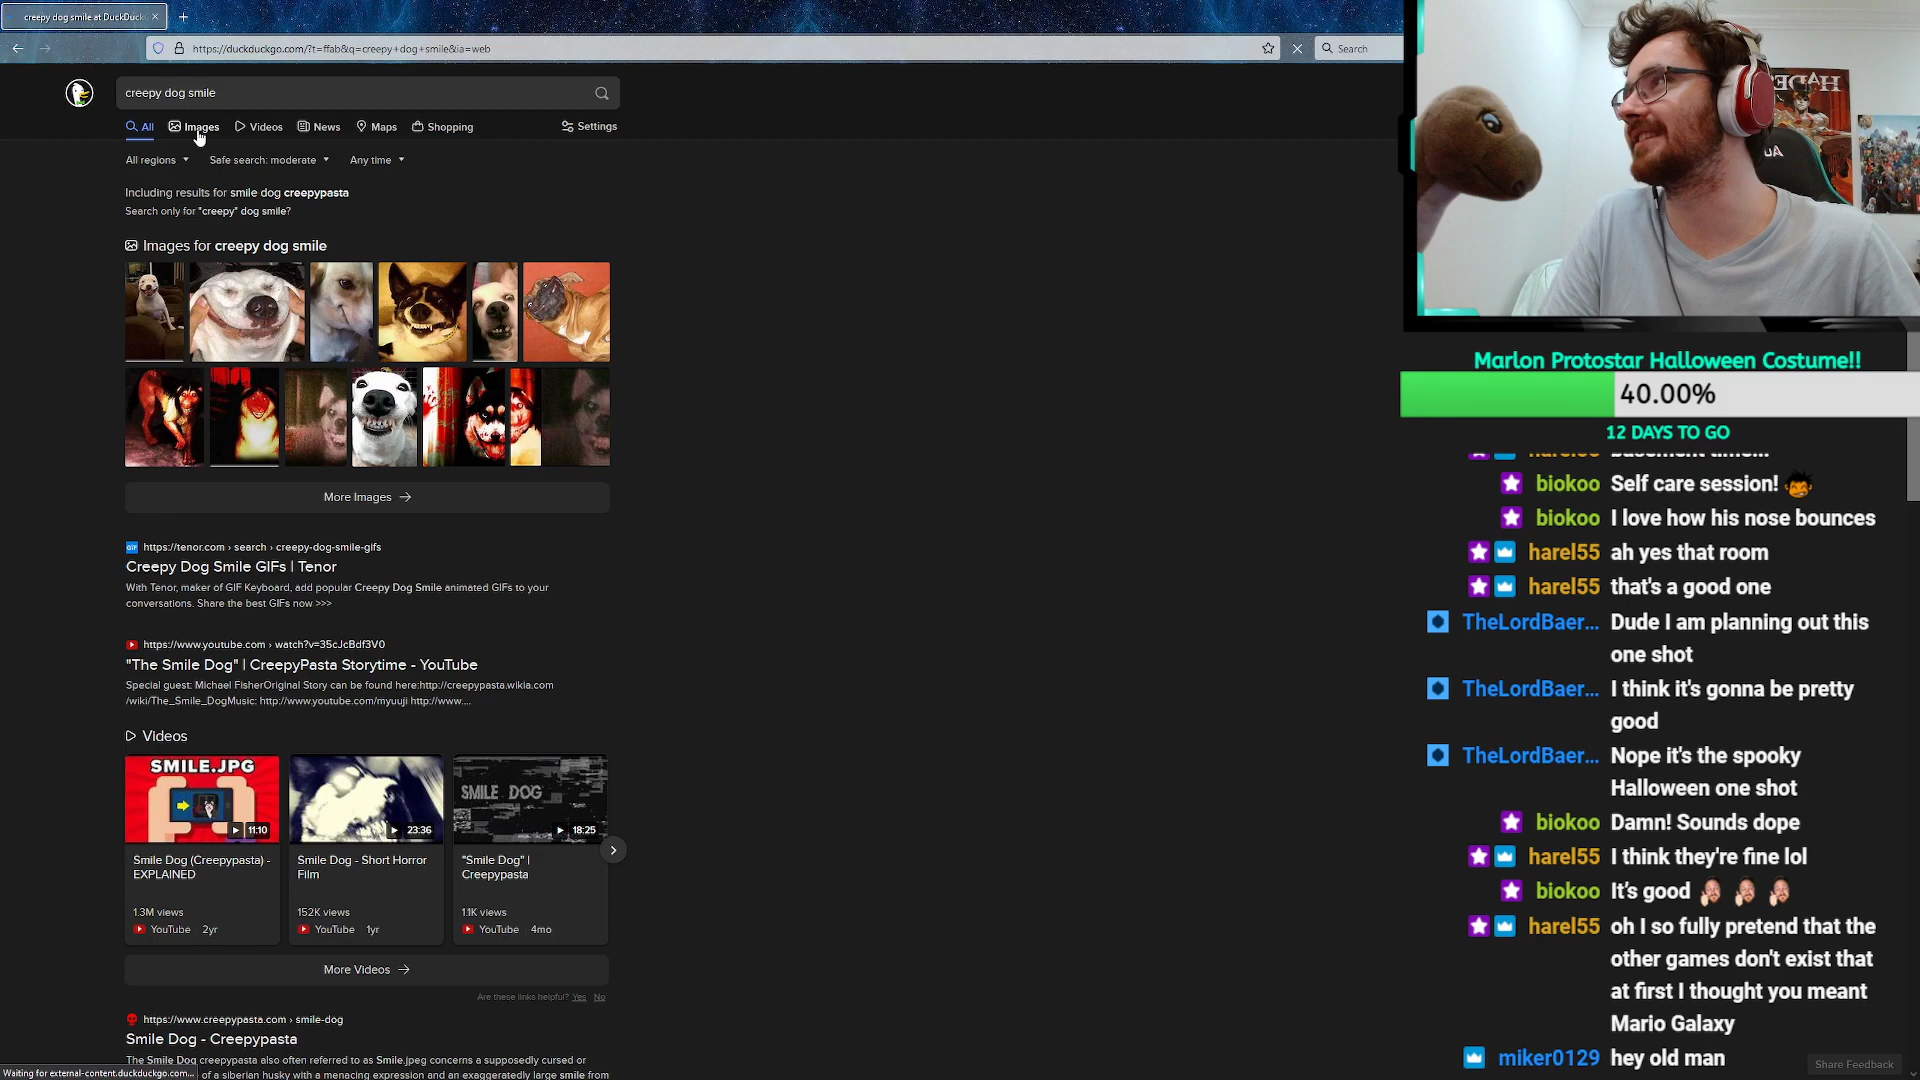 creepy dog smile at DuckDuck
https://duckduckgo.com/?t=ffab&q=creepy+dog+smile&ia=web
Search
creepy dog smile
All
Images
Videos
News
Maps
Shopping
Settings
All regions
Safe search: moderate
Any time
Including results for smile dog creepypasta
Search only for "creepy" dog smile?
Images for creepy dog smile
More Images →
GIF
https://tenor.com › search › creepy-dog-smile-gifs
Creepy Dog Smile GIFs | Tenor
With Tenor, maker of GIF Keyboard, add popular Creepy Dog Smile animated GIFs to your
conversations. Share the best GIFs now >>>
https://www.youtube.com › watch?v=35cJcBdf3V0
"The Smile Dog" | CreepyPasta Storytime - YouTube
Special guest: Michael FisherOriginal Story can be found here:http://creepypasta.wikia.com
/wiki/The_Smile_DogMusic: http://www.youtube.com/myuuji http://www....
Videos
SMILE.JPG
11:10
Smile Dog (Creepypasta) -
EXPLAINED
1.3M views
YouTube 2yr
23:36
Smile Dog - Short Horror
Film
152K views
YouTube 1yr
SMILE DOG
18:25
"Smile Dog" |
Creepypasta
1.1K views
YouTube 4mo
More Videos →
Are these links helpful? Yes No
https://www.creepypasta.com › smile-dog
Smile Dog - Creepypasta
The Smile Dog creepypasta also often referred to as Smile.jpeg concerns a supposedly cursed or
of a siberian husky with a menacing expression and an exaggeratedly large smile from
Waiting for external-content.duckduckgo.com...
HADES
Marlon Protostar Halloween Costume!!
40.00%
12 DAYS TO GO
harel55 basement time...
biokoo Self care session!
biokoo I love how his nose bounces
harel55 ah yes that room
harel55 that's a good one
TheLordBaer... Dude I am planning out this
one shot
TheLordBaer... I think it's gonna be pretty
good
TheLordBaer... Nope it's the spooky
Halloween one shot
biokoo Damn! Sounds dope
harel55 I think they're fine lol
biokoo It's good
harel55 oh I so fully pretend that the
other games don't exist that
at first I thought you meant
Mario Galaxy
miker0129 hey old man
Share Feedback